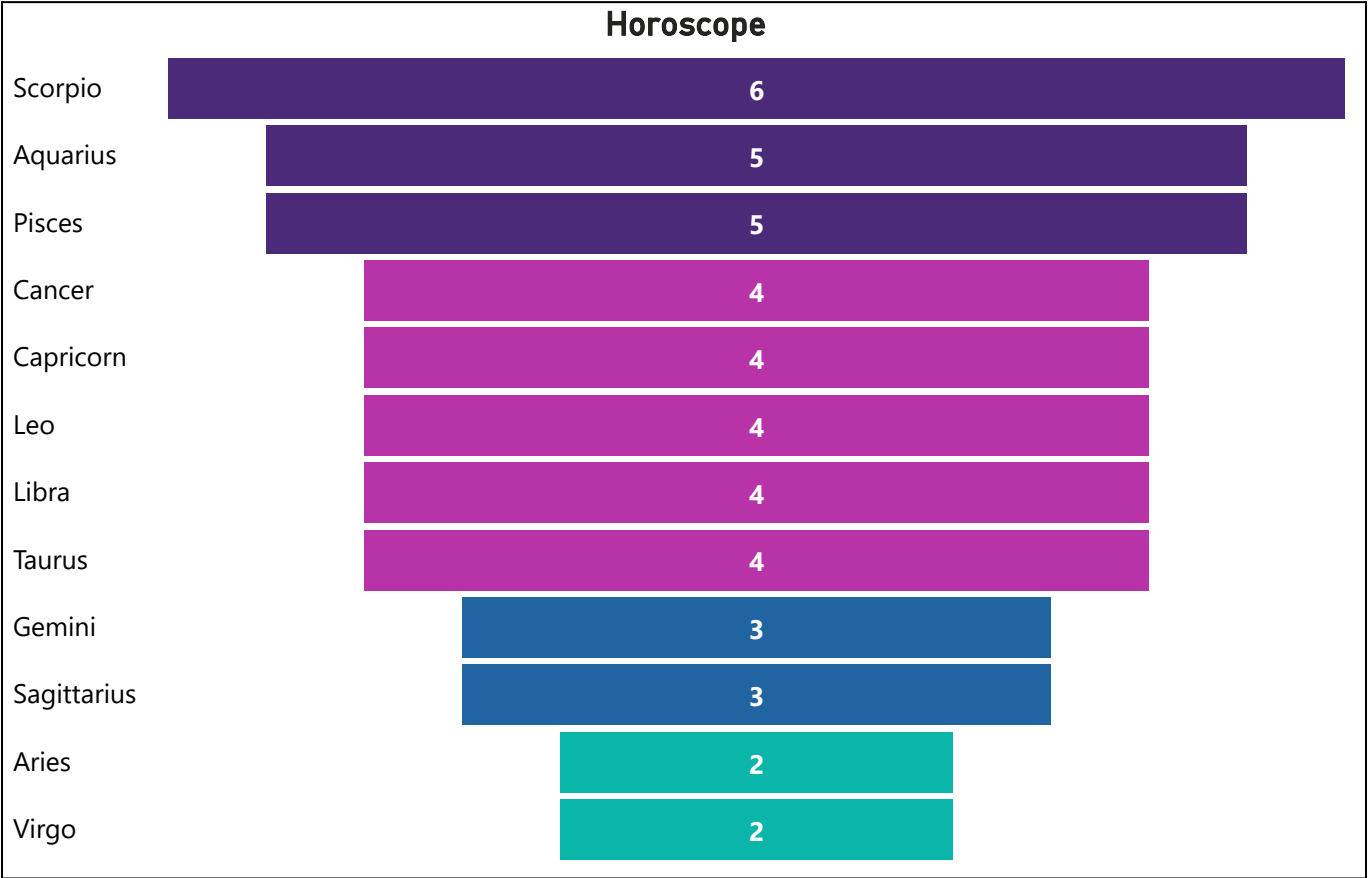 Horoscope
Scorpio 6
Aquarius 5
Pisces 5
Cancer 4
Capricorn 4
Leo 4
Libra 4
Taurus 4
Gemini 3
Sagittarius 3
Aries 2
Virgo 2